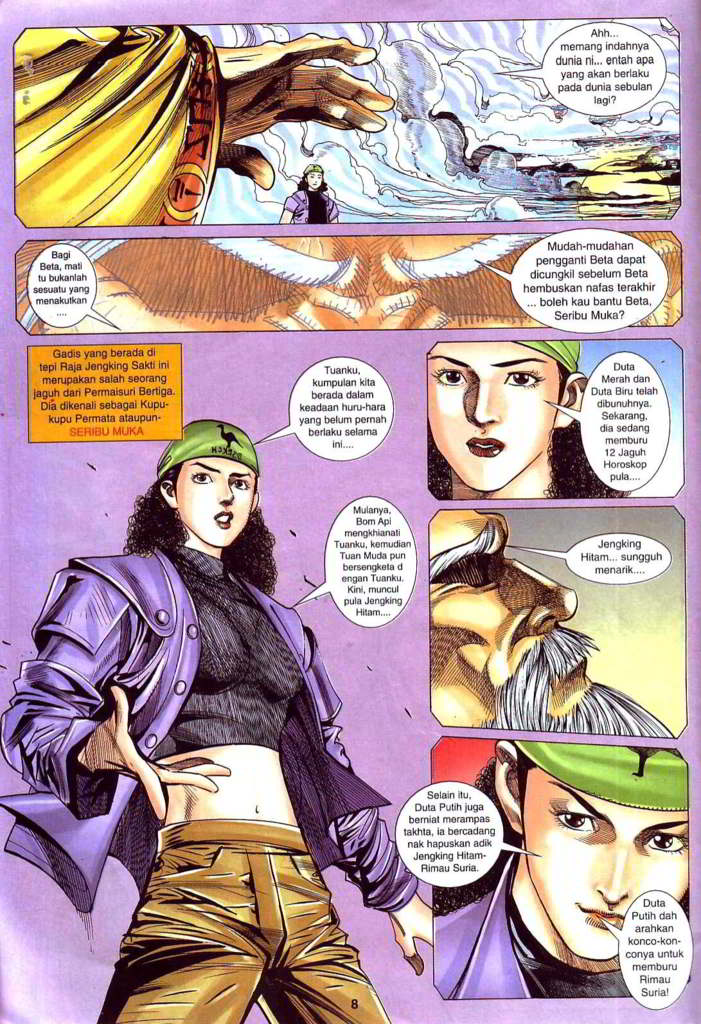 Ahh...
memang indahnya
dunia ni... entah apa
yang akan berlaku
pada dunia sebulan
lagi?
Bagi
Beta, mati
tu bukanlah
sesuatu yang
menakutkan
....
Mudah-mudahan
pengganti Beta dapat
dicungkil sebelum Beta
hembuskan nafas terakhir
... boleh kau bantu Beta,
Seribu Muka?
Gadis yang berada di
tepi Raja Jengking Sakti
merupakan salah seorang
jaguh dari Permaisuri Bertiga.
Dia dikenali sebagai Kupu-
kupu Permata ataupun-
SERIBU MUKA
Tuanku,
kumpulan kita
berada dalam
keadaan huru-hara
yang belum pernah
berlaku selama
ini....
Duta
Merah dan
Duta Biru telah
dibunuhnya.
Sekarang,
dia sedang
memburu
12 Jaguh
Horoskop
pula....
Mulanya,
Bom Api
mengkhianati
Tuanku, kemudian
Tuan Muda pun
bersengketa d
engan Tuanku.
Kini, muncul
pula Jengking
Hitam....
Jengking
Hitam... sungguh
menarik....
Selain itu,
Duta Putih juga
berniat merampas
takhta, ia bercadang
nak hapuskan adik
Jengking Hitam-
Rimau Suria.
Duta
Putih dah
arahkan
konco-kon-
conya untuk
memburu
Rimau
Suria!
8